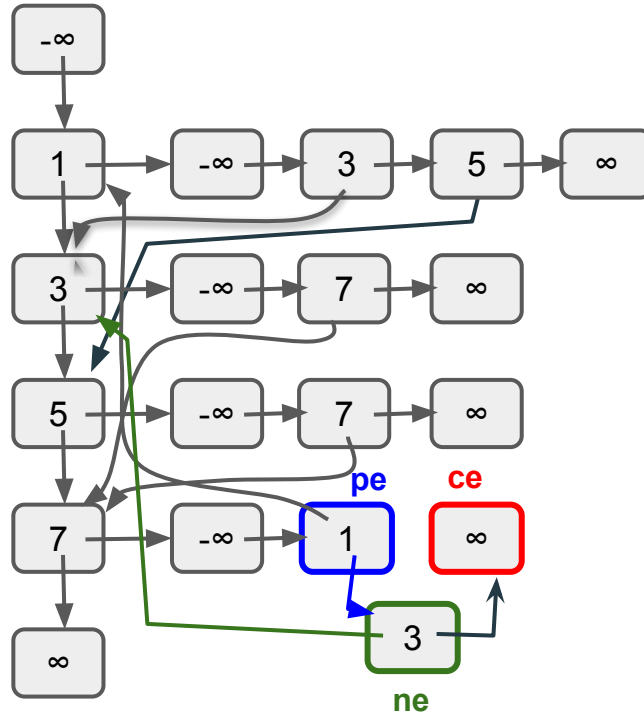 -∞
1 -∞ 3 5 ∞
3 -∞ 7 ∞
5 -∞ 7 ∞
pe ce
7 -∞ 1 ∞
3
∞
ne